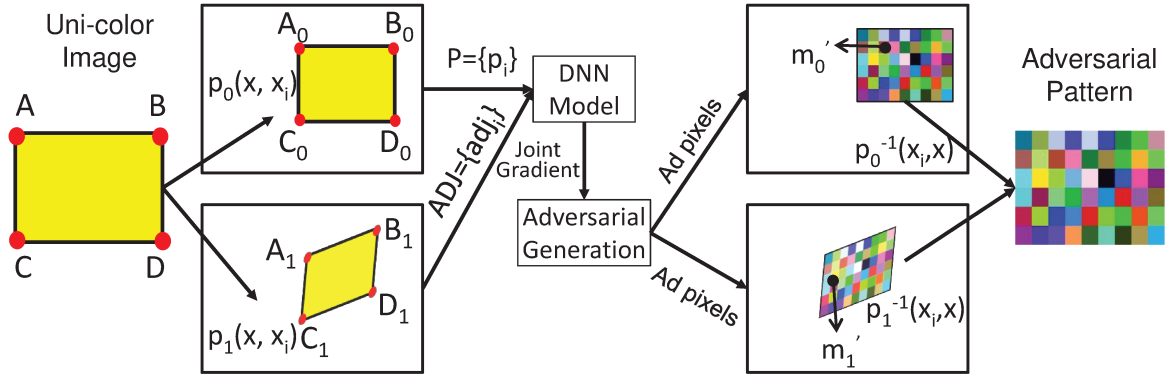 Uni-color
Image
A
B
C
D
A₀
B₀
p₀(x, xᵢ)
C₀
D₀
A₁
B₁
p₁(x, xᵢ)
C₁
D₁
P={pᵢ}
ADJ={adjᵢ}
DNN
Model
Joint
Gradient
Adversarial
Generation
Ad pixels
Ad pixels
m₀′
p₀⁻¹(xᵢ,x)
m₁′
p₁⁻¹(xᵢ,x)
Adversarial
Pattern